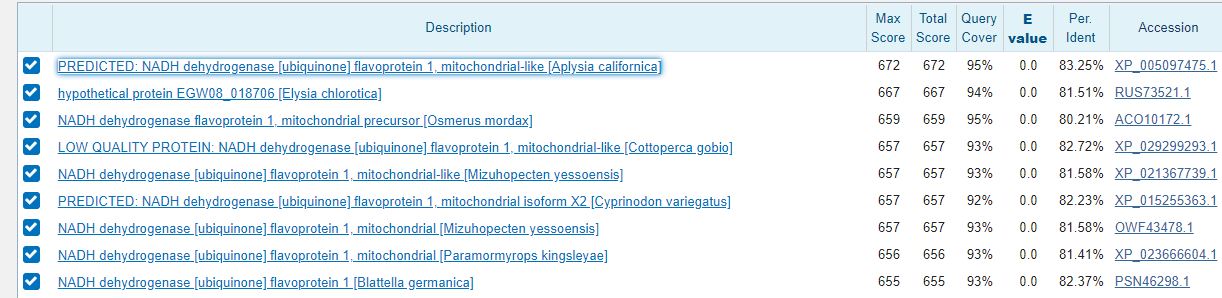 Description Max Score Total Score Query Cover E value Per. Ident Accession
PREDICTED: NADH dehydrogenase [ubiquinone] flavoprotein 1, mitochondrial-like [Aplysia californica] 672 672 95% 0.0 83.25% XP_005097475.1
hypothetical protein EGW08_018706 [Elysia chlorotica] 667 667 94% 0.0 81.51% RUS73521.1
NADH dehydrogenase flavoprotein 1, mitochondrial precursor [Osmerus mordax] 659 659 95% 0.0 80.21% ACO10172.1
LOW QUALITY PROTEIN: NADH dehydrogenase [ubiquinone] flavoprotein 1, mitochondrial-like [Cottoperca gobio] 657 657 93% 0.0 82.72% XP_029299293.1
NADH dehydrogenase [ubiquinone] flavoprotein 1, mitochondrial-like [Mizuhopecten yessoensis] 657 657 93% 0.0 81.58% XP_021367739.1
PREDICTED: NADH dehydrogenase [ubiquinone] flavoprotein 1, mitochondrial isoform X2 [Cyprinodon variegatus] 657 657 92% 0.0 82.23% XP_015255363.1
NADH dehydrogenase [ubiquinone] flavoprotein 1, mitochondrial [Mizuhopecten yessoensis] 657 657 93% 0.0 81.58% OWF43478.1
NADH dehydrogenase [ubiquinone] flavoprotein 1, mitochondrial [Paramormyrops kingsleyae] 656 656 93% 0.0 81.41% XP_023666604.1
NADH dehydrogenase [ubiquinone] flavoprotein 1 [Blattella germanica] 655 655 93% 0.0 82.37% PSN46298.1